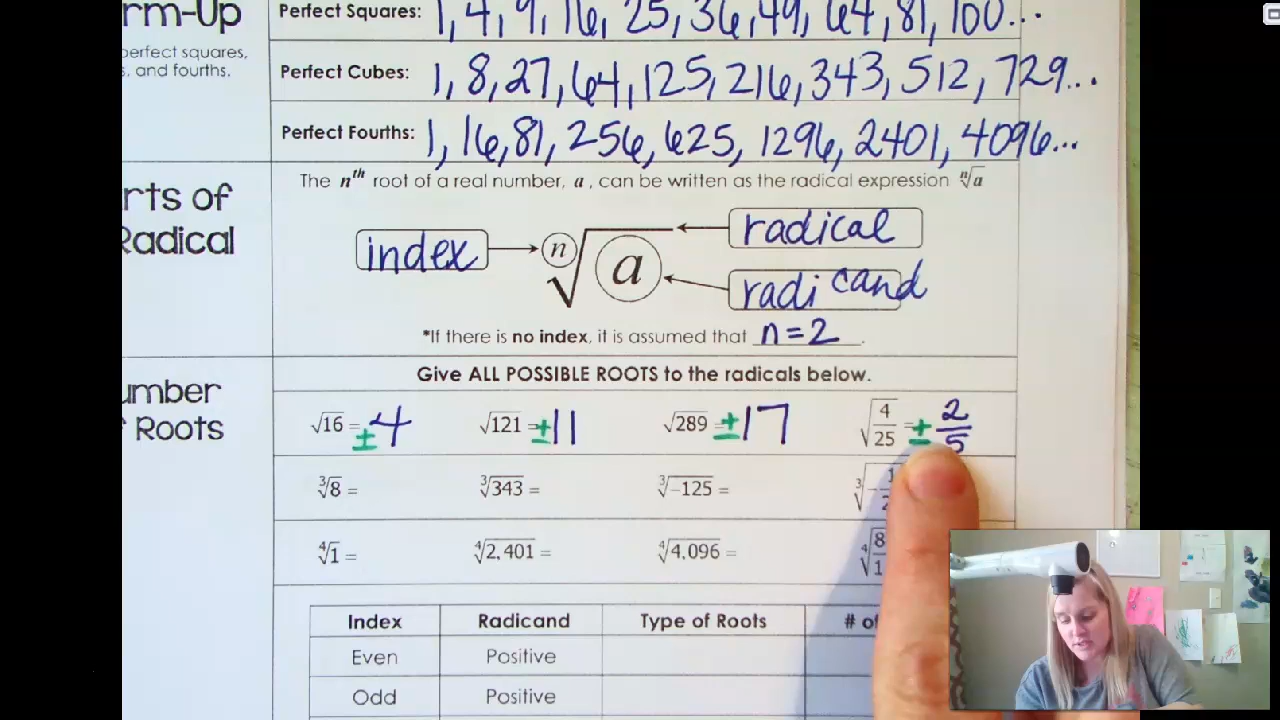 rm-Up
perfect squares,
s, and fourths.
Perfect Squares: 1, 4, 9, 16, 25, 36, 49, 64, 81, 100...
Perfect Cubes: 1, 8, 27, 64, 125, 216, 343, 512, 729...
Perfect Fourths: 1, 16, 81, 256, 625, 1296, 2401, 4096...
rts of
Radical
The nth root of a real number, a, can be written as the radical expression ⁿ√a
index
n
a
radical
radicand
*If there is no index, it is assumed that n=2.
umber
Roots
Give ALL POSSIBLE ROOTS to the radicals below.
√16 = ±4 √121 = ±11 √289 = ±17 √(4/25) = ± 2/5
∛8 = ∛343 = ∛-125 = ∛-
∜1 = ∜2,401 = ∜4,096 = ∜
Index Radicand Type of Roots # of
Even Positive
Odd Positive